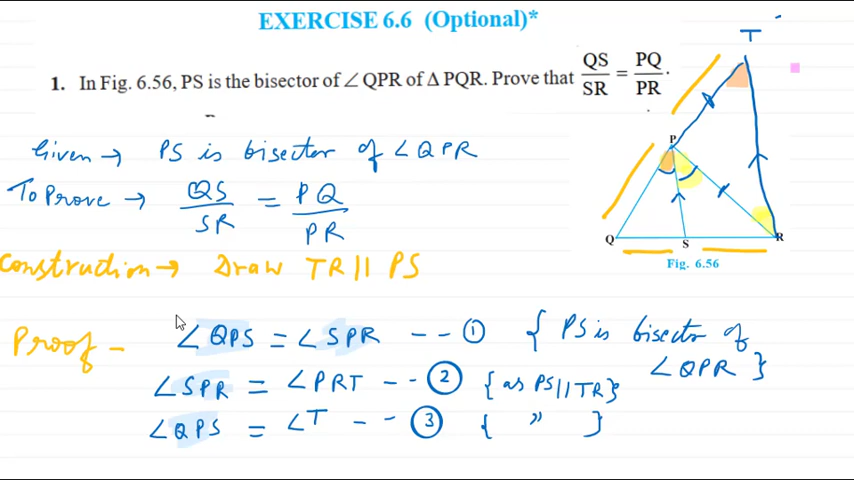 EXERCISE 6.6 (Optional)*
1. In Fig. 6.56, PS is the bisector of ∠ QPR of Δ PQR. Prove that QS/SR = PQ/PR.
T
P
Q
S
R
Fig. 6.56
Given → PS is bisector of ∠QPR
To Prove → QS/SR = PQ/PR
Construction → Draw TR || PS
Proof -
∠QPS = ∠SPR -- ① { PS is bisector of ∠QPR }
∠SPR = ∠PRT -- ② { as PS || TR }
∠QPS = ∠T -- ③ { " }